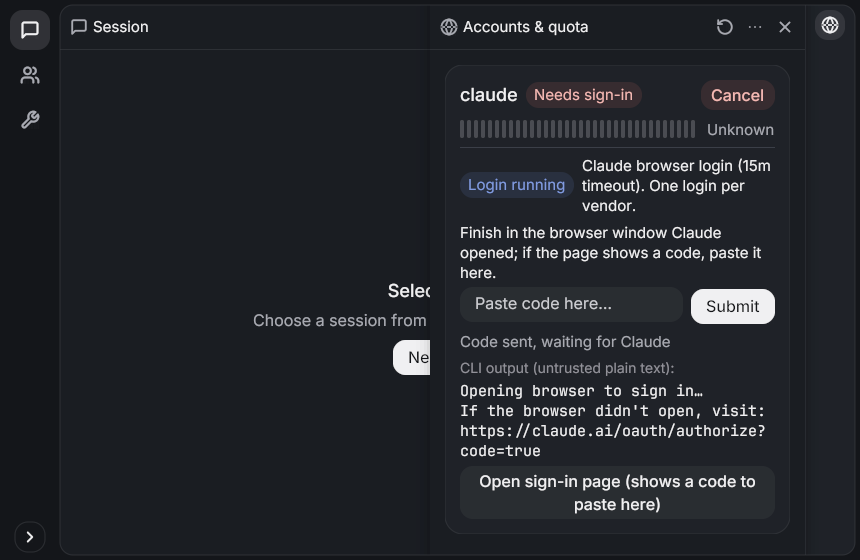 Session
Accounts & quota
claude
Needs sign-in
Cancel
Unknown
Login running
Claude browser login (15m
timeout). One login per
vendor.
Finish in the browser window Claude
opened; if the page shows a code, paste it
here.
Paste code here...
Submit
Code sent, waiting for Claude
CLI output (untrusted plain text):
Opening browser to sign in…
If the browser didn't open, visit:
https://claude.ai/oauth/authorize?
code=true
Open sign-in page (shows a code to
paste here)
Selec
Choose a session from
Ne